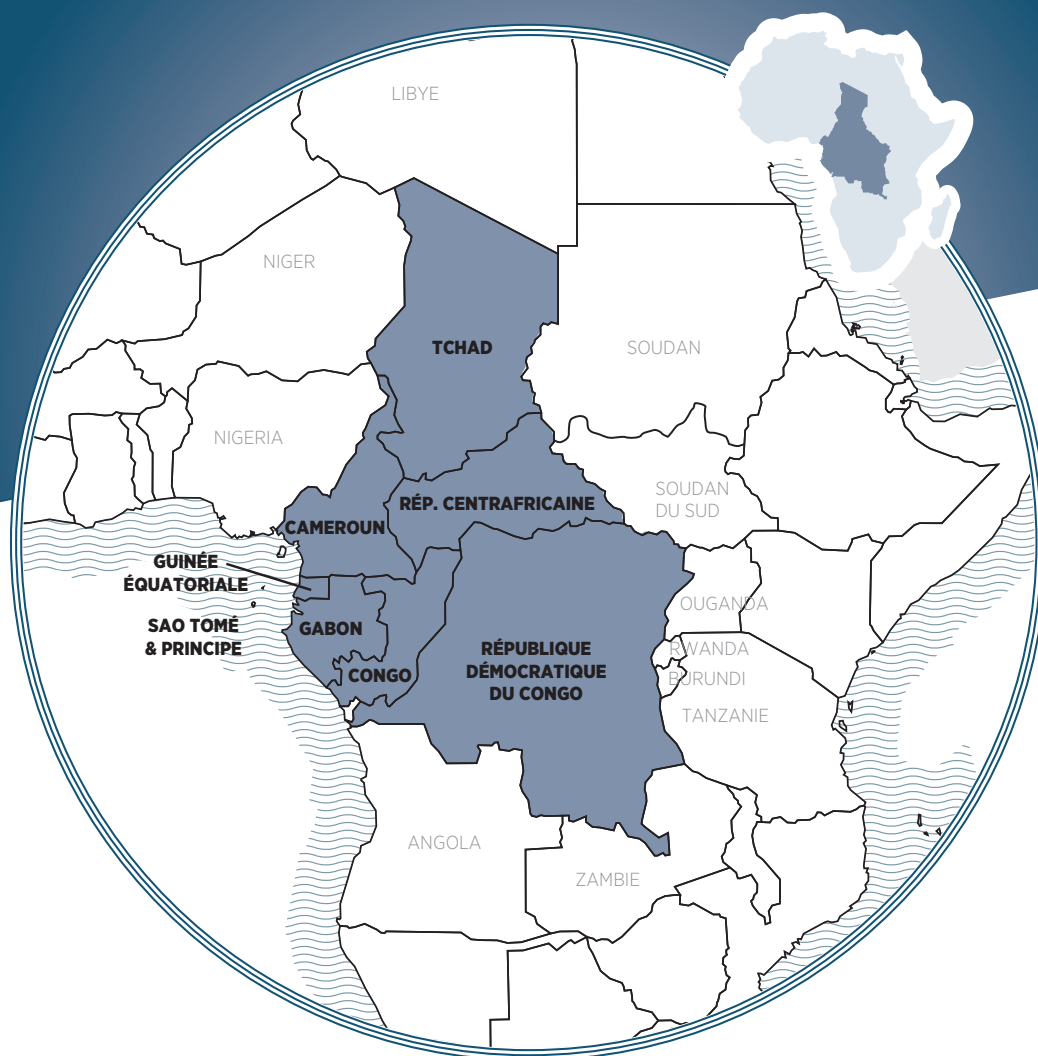 LIBYE
NIGER
TCHAD
SOUDAN
NIGERIA
RÉP. CENTRAFRICAINE
SOUDAN
DU SUD
CAMEROUN
GUINÉE
ÉQUATORIALE
SAO TOMÉ
& PRINCIPE
GABON
CONGO
RÉPUBLIQUE
DÉMOCRATIQUE
DU CONGO
OUGANDA
RWANDA
BURUNDI
TANZANIE
ANGOLA
ZAMBIE